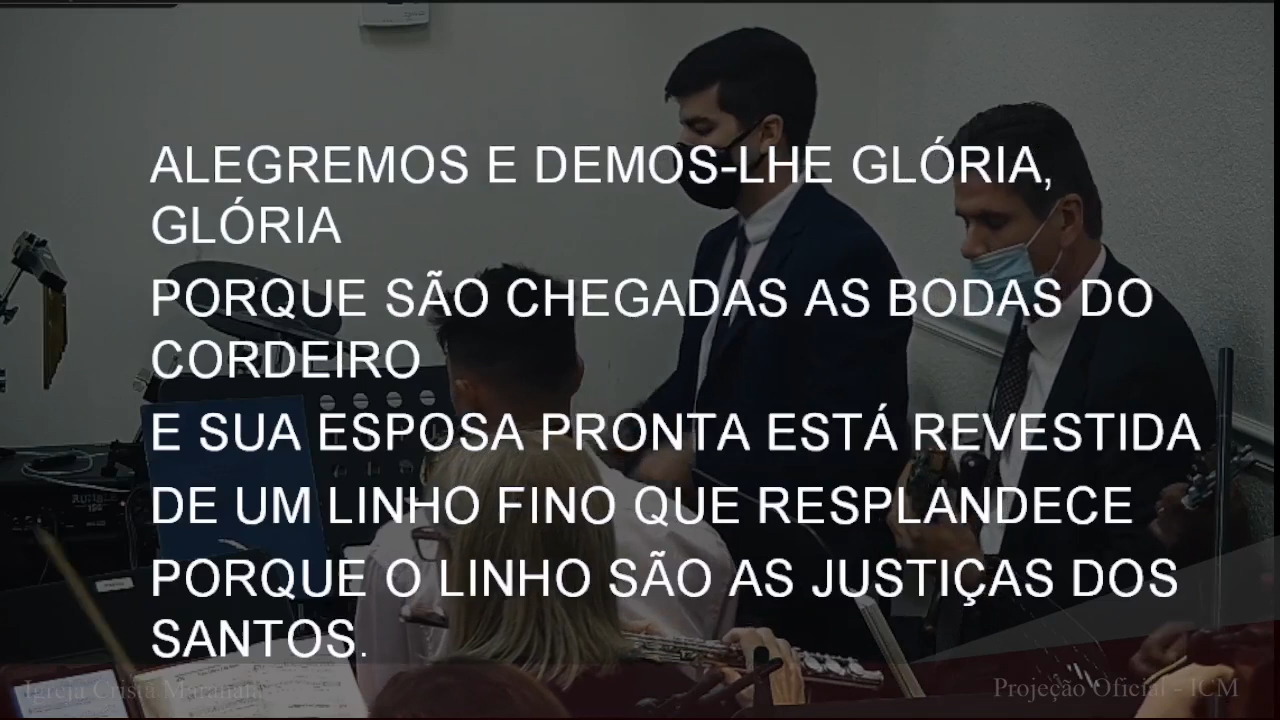 ALEGREMOS E DEMOS-LHE GLÓRIA,
GLÓRIA
PORQUE SÃO CHEGADAS AS BODAS DO
CORDEIRO
E SUA ESPOSA PRONTA ESTÁ REVESTIDA
DE UM LINHO FINO QUE RESPLANDECE
PORQUE O LINHO SÃO AS JUSTIÇAS DOS
SANTOS.
Igreja Cristã Maranata
Projeção Oficial - ICM